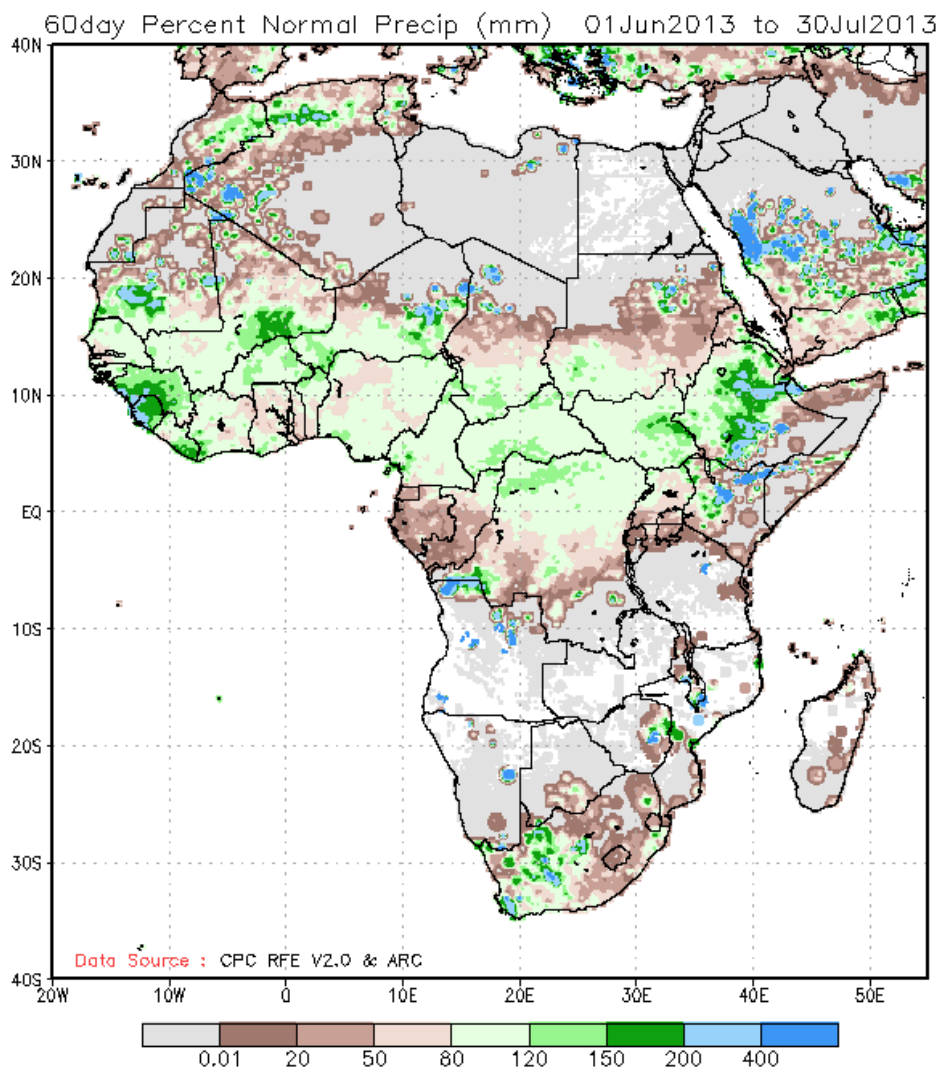 60day Percent Normal Precip (mm) 01Jun2013 to 30Jul2013
40N
30N
20N
10N
EQ
10S
20S
30S
40S
Data Source : CPC RFE V2.0 & ARC
20W 10W 0 10E 20E 30E 40E 50E
0.01 20 50 80 120 150 200 400